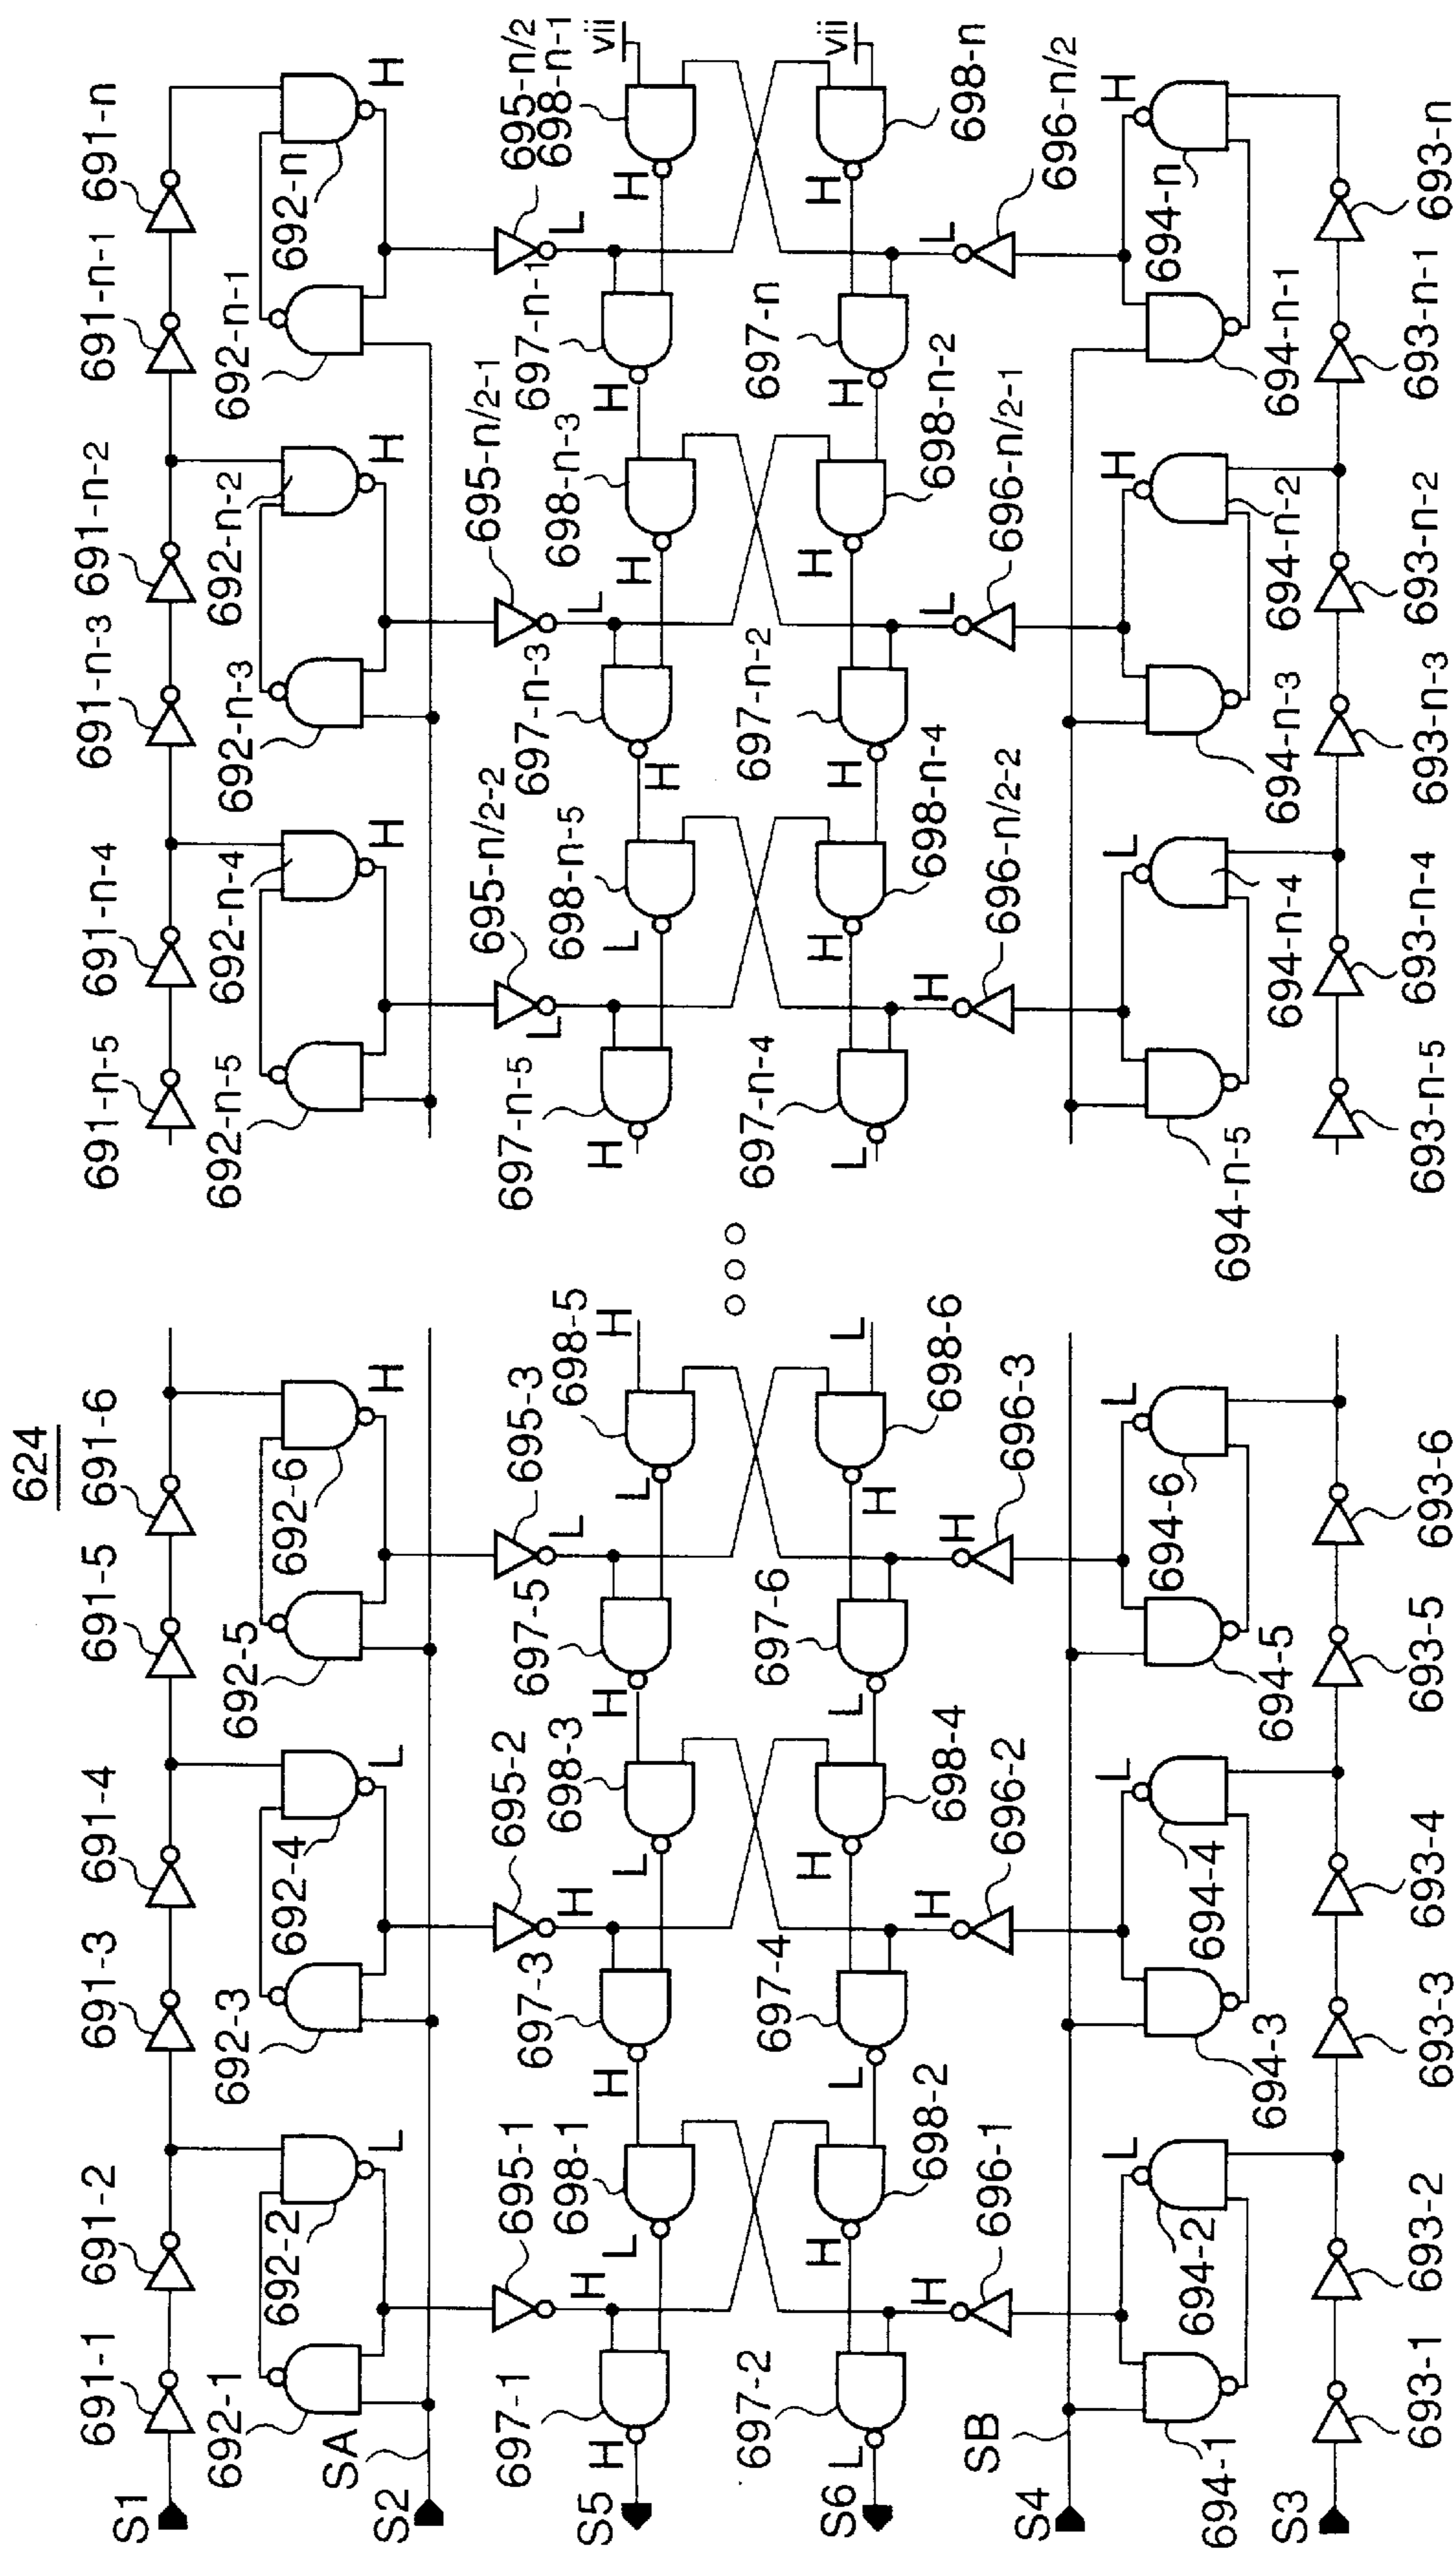 624
S1 691-1 691-2 691-3 691-4 691-5 691-6 691-n-5 691-n-4 691-n-3 691-n-2 691-n-1 691-n
692-1 692-3 692-5 692-n-5 692-n-4 692-n-3 692-n-2 692-n-1
692-2 692-4 692-6 692-n
SA
S2 L L H H H H
695-1 695-2 695-3 695-n/2-2 695-n/2-1 695-n/2
697-1 697-3 697-5 697-n-5 697-n-3 697-n-1
H H L L L L
698-1 698-3 698-5 698-n-5 698-n-3 698-n-1
S5 H H H H H H H vii
L L L L H H
697-2 697-4 697-6 697-n-4 697-n-2 697-n
H H H H H H vii
S6 L L L L L H H
698-2 698-4 698-6 698-n-4 698-n-2 698-n
H H H H L L
696-1 696-2 696-3 696-n/2-2 696-n/2-1 696-n/2
SB
S4 L L L L H H
694-2 694-4 694-6 694-n
694-1 694-3 694-5 694-n-5 694-n-4 694-n-3 694-n-2 694-n-1
S3
693-1 693-2 693-3 693-4 693-5 693-6 693-n-5 693-n-4 693-n-3 693-n-2 693-n-1 693-n